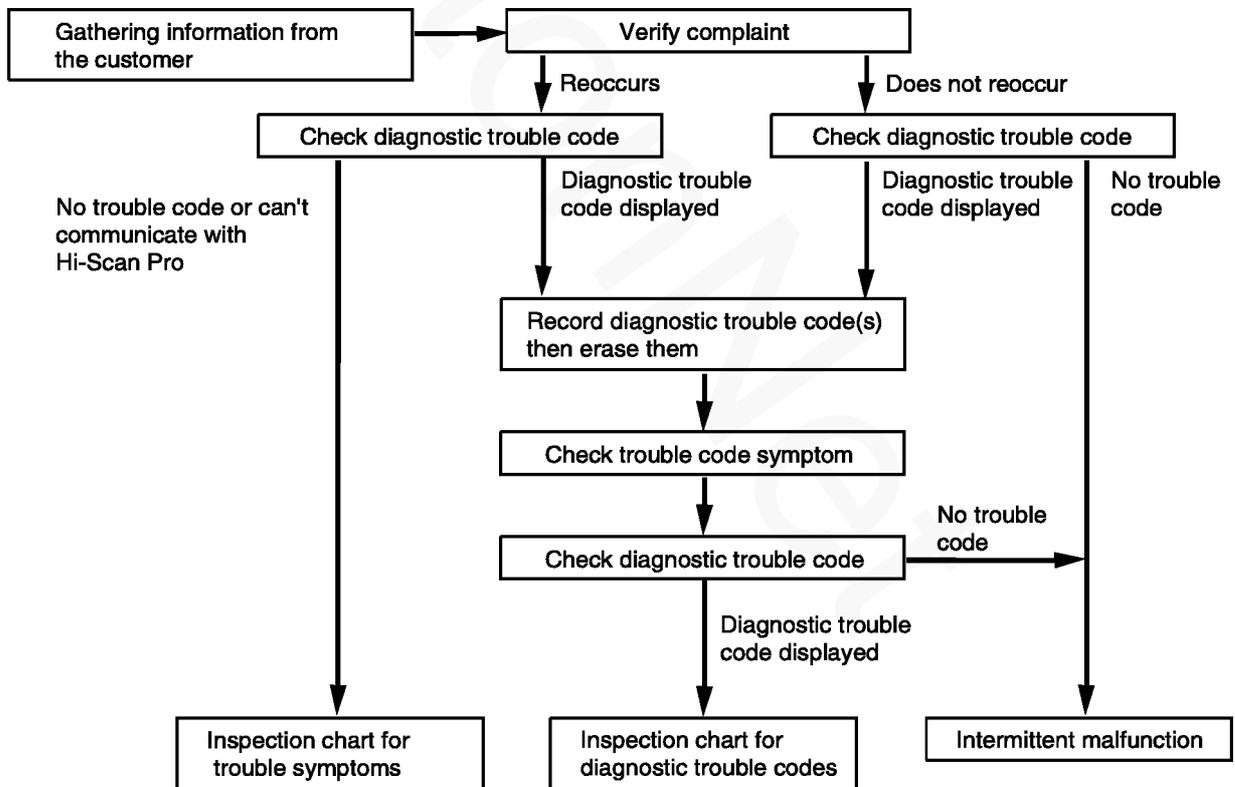 Gathering information from
the customer
Verify complaint
Reoccurs
Does not reoccur
Check diagnostic trouble code
Check diagnostic trouble code
No trouble code or can't
communicate with
Hi-Scan Pro
Diagnostic trouble
code displayed
Diagnostic trouble
code displayed
No trouble
code
Record diagnostic trouble code(s)
then erase them
Check trouble code symptom
Check diagnostic trouble code
No trouble
code
Diagnostic trouble
code displayed
Inspection chart for
trouble symptoms
Inspection chart for
diagnostic trouble codes
Intermittent malfunction